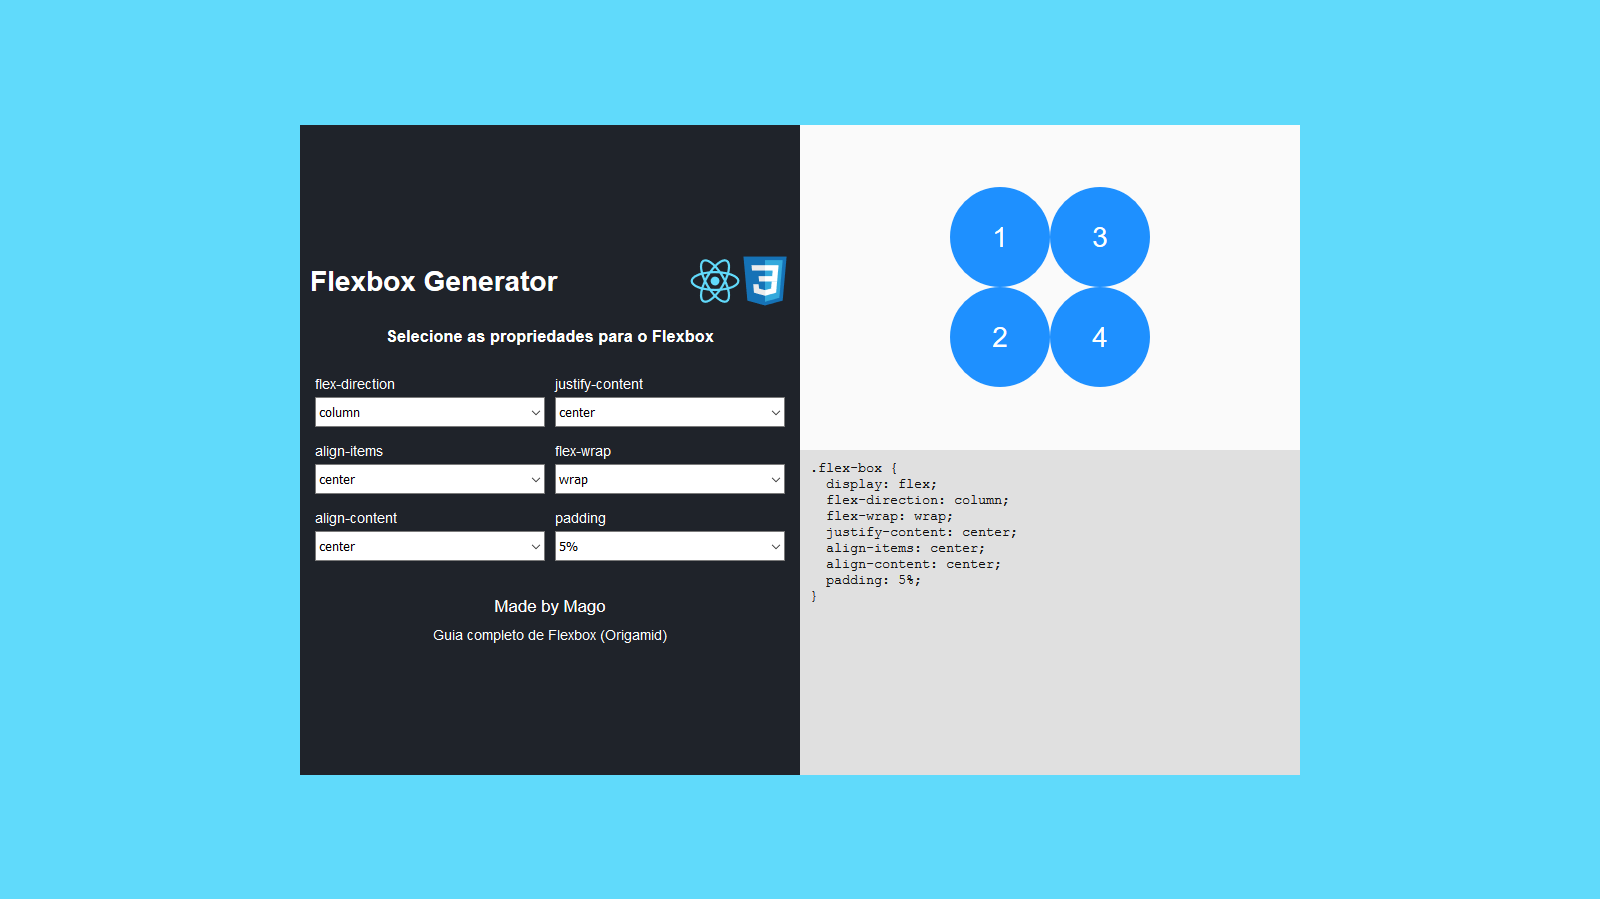 Flexbox Generator
Selecione as propriedades para o Flexbox
flex-direction
column
justify-content
center
align-items
center
flex-wrap
wrap
align-content
center
padding
5%
Made by Mago
Guia completo de Flexbox (Origamid)
1
3
2
4
.flex-box {
  display: flex;
  flex-direction: column;
  flex-wrap: wrap;
  justify-content: center;
  align-items: center;
  align-content: center;
  padding: 5%;
}